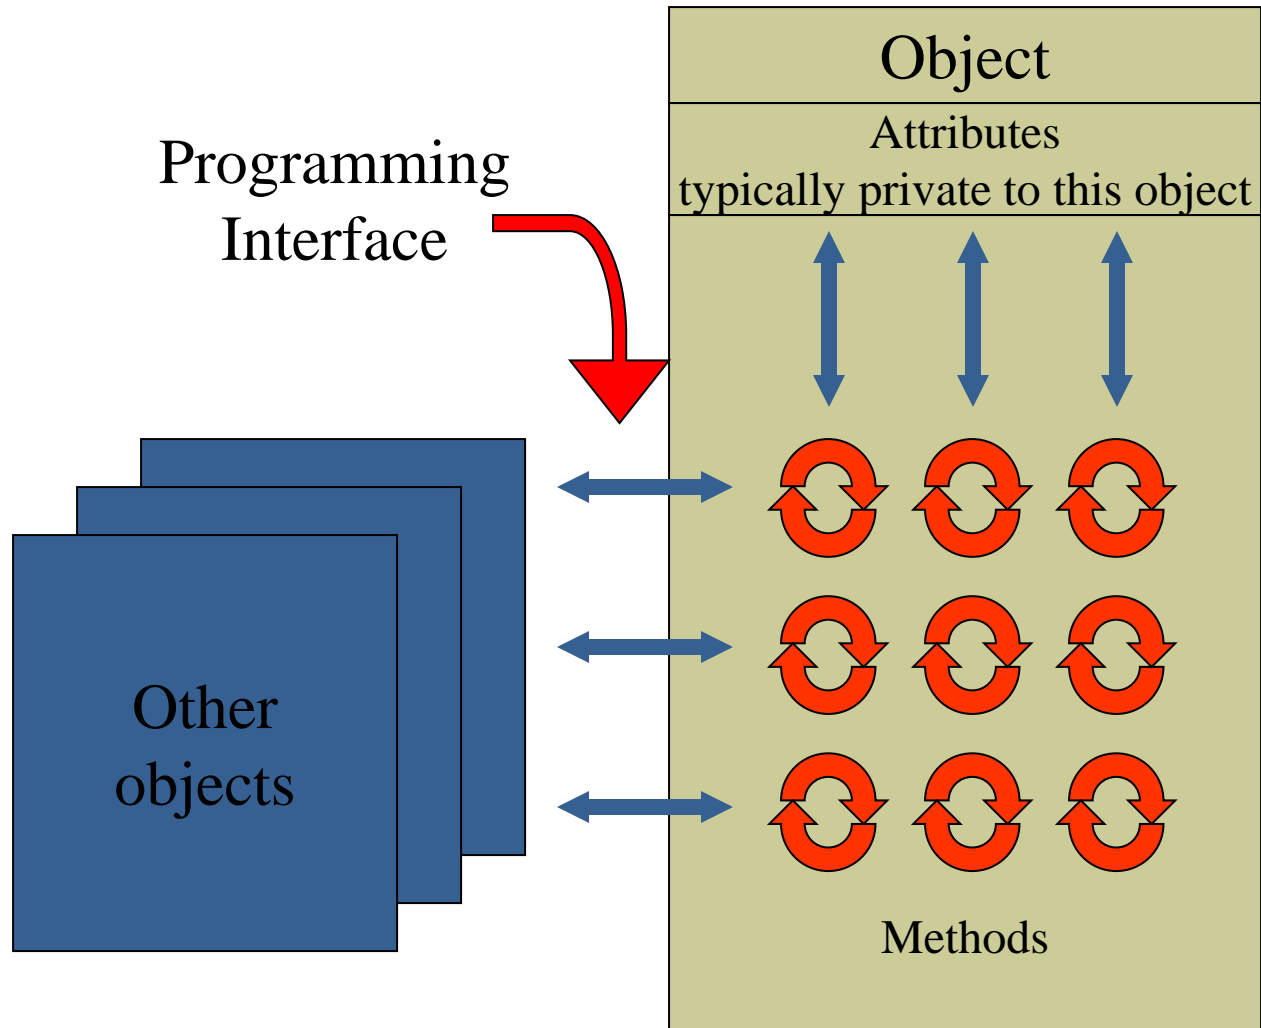 Object
Attributes
typically private to this object
Programming
Interface
Other
objects
Methods